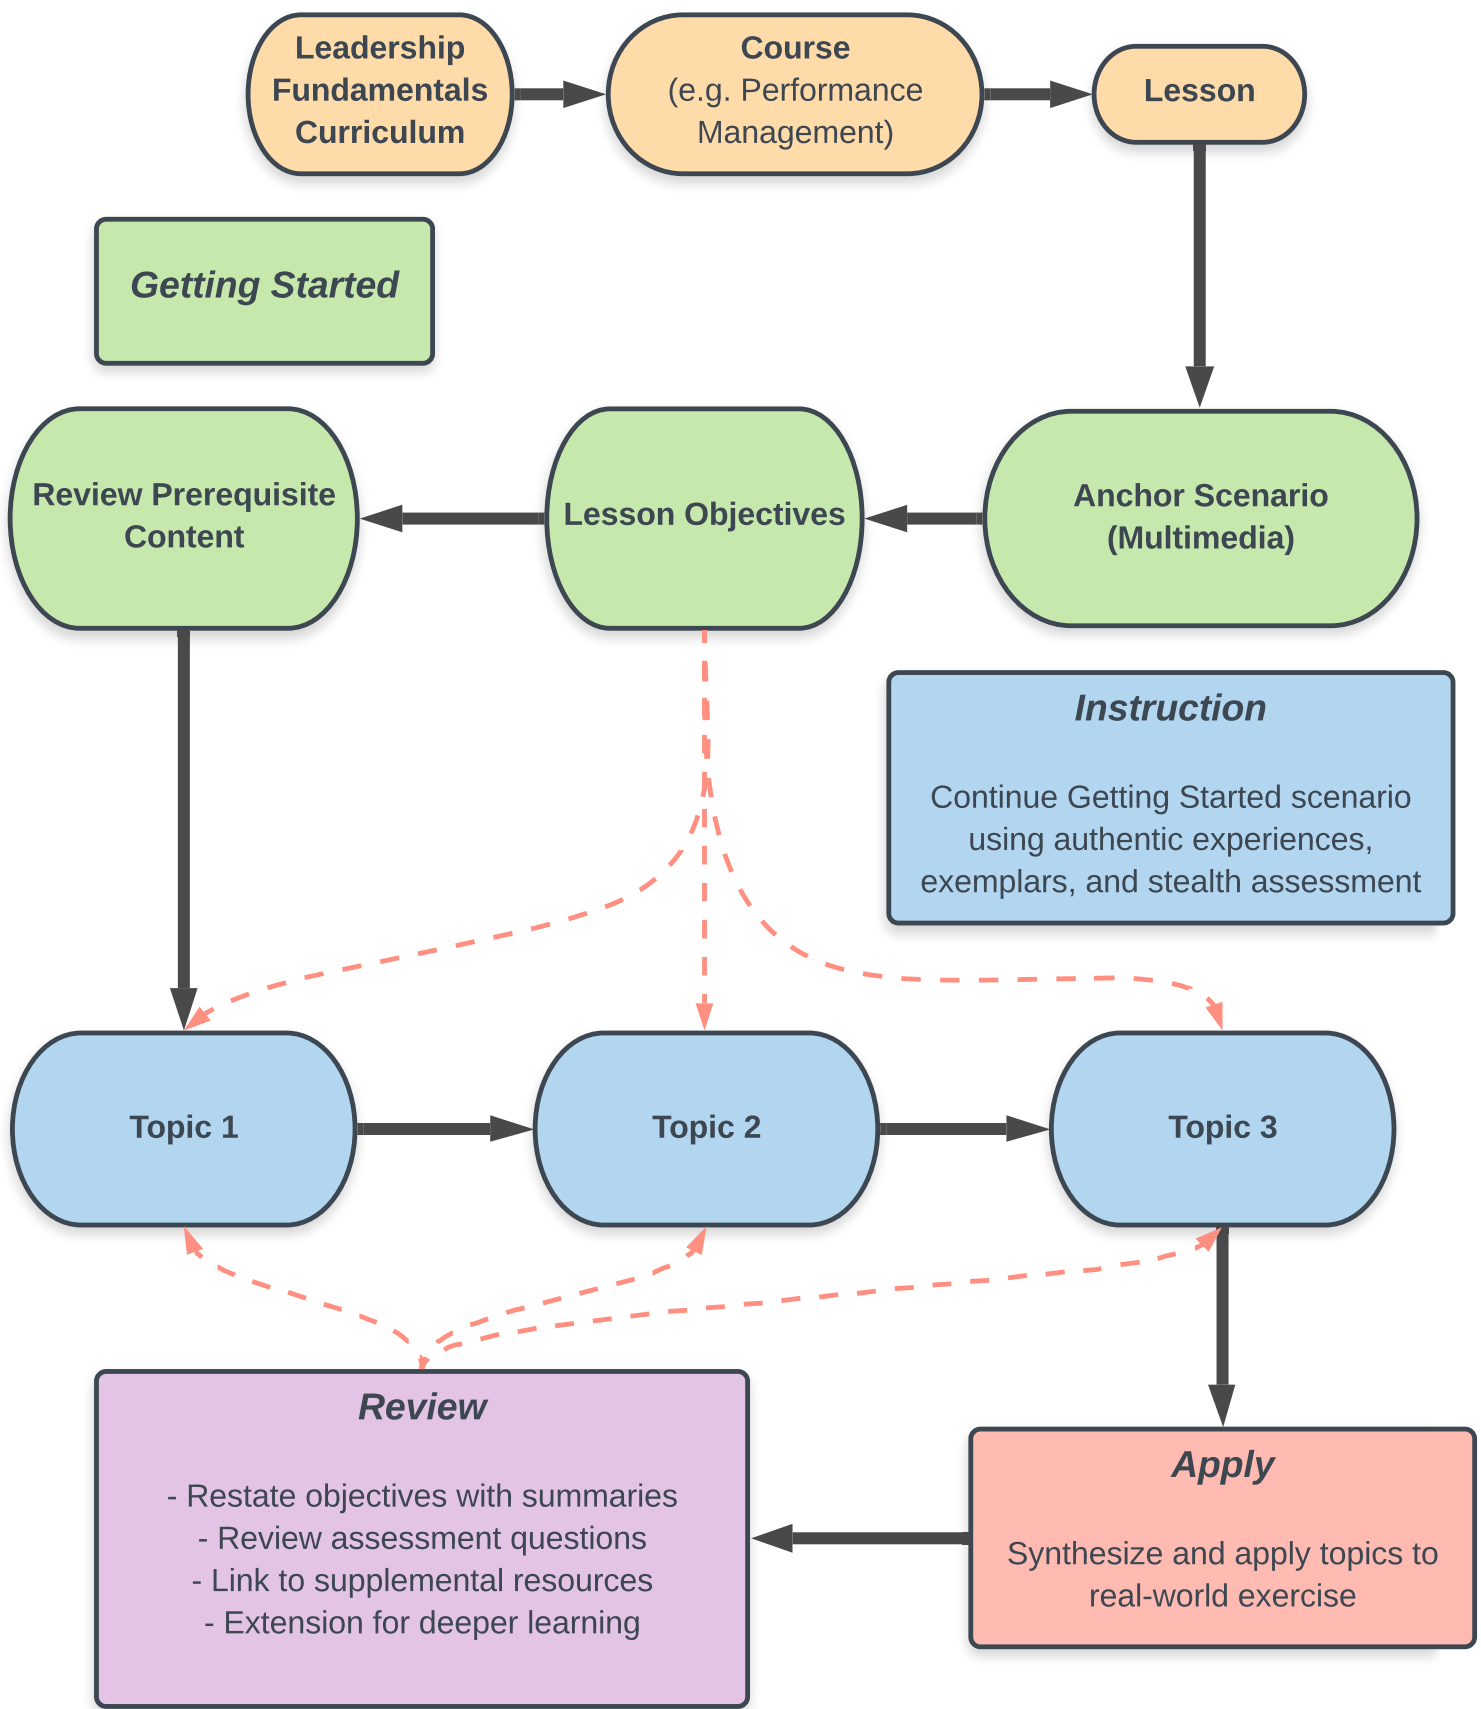 Leadership
Fundamentals
Curriculum
Course
(e.g. Performance
Management)
Lesson
Getting Started
Review Prerequisite
Content
Lesson Objectives
Anchor Scenario
(Multimedia)
Instruction
Continue Getting Started scenario
using authentic experiences,
exemplars, and stealth assessment
Topic 1
Topic 2
Topic 3
Review
- Restate objectives with summaries
- Review assessment questions
- Link to supplemental resources
- Extension for deeper learning
Apply
Synthesize and apply topics to
real-world exercise